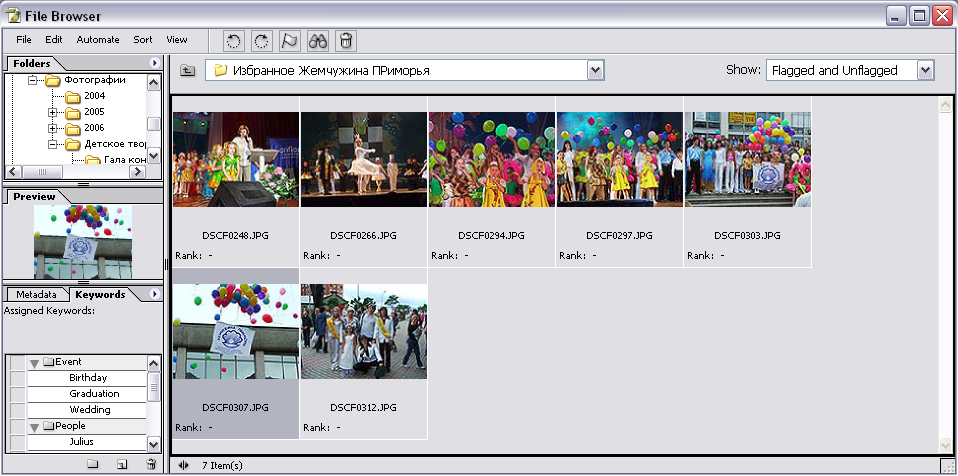 File Browser
File Edit Automate Sort View
Folders
Фотографии
2004
2005
2006
Детское твор
Гала кон
Избранное Жемчужина ПРиморья
Show: Flagged and Unflagged
Preview
Metadata Keywords
Assigned Keywords:
Event
Birthday
Graduation
Wedding
People
Julius
DSCF0248.JPG
Rank: -
DSCF0266.JPG
Rank: -
DSCF0294.JPG
Rank: -
DSCF0297.JPG
Rank: -
DSCF0303.JPG
Rank: -
DSCF0307.JPG
Rank: -
DSCF0312.JPG
Rank: -
7 Item(s)